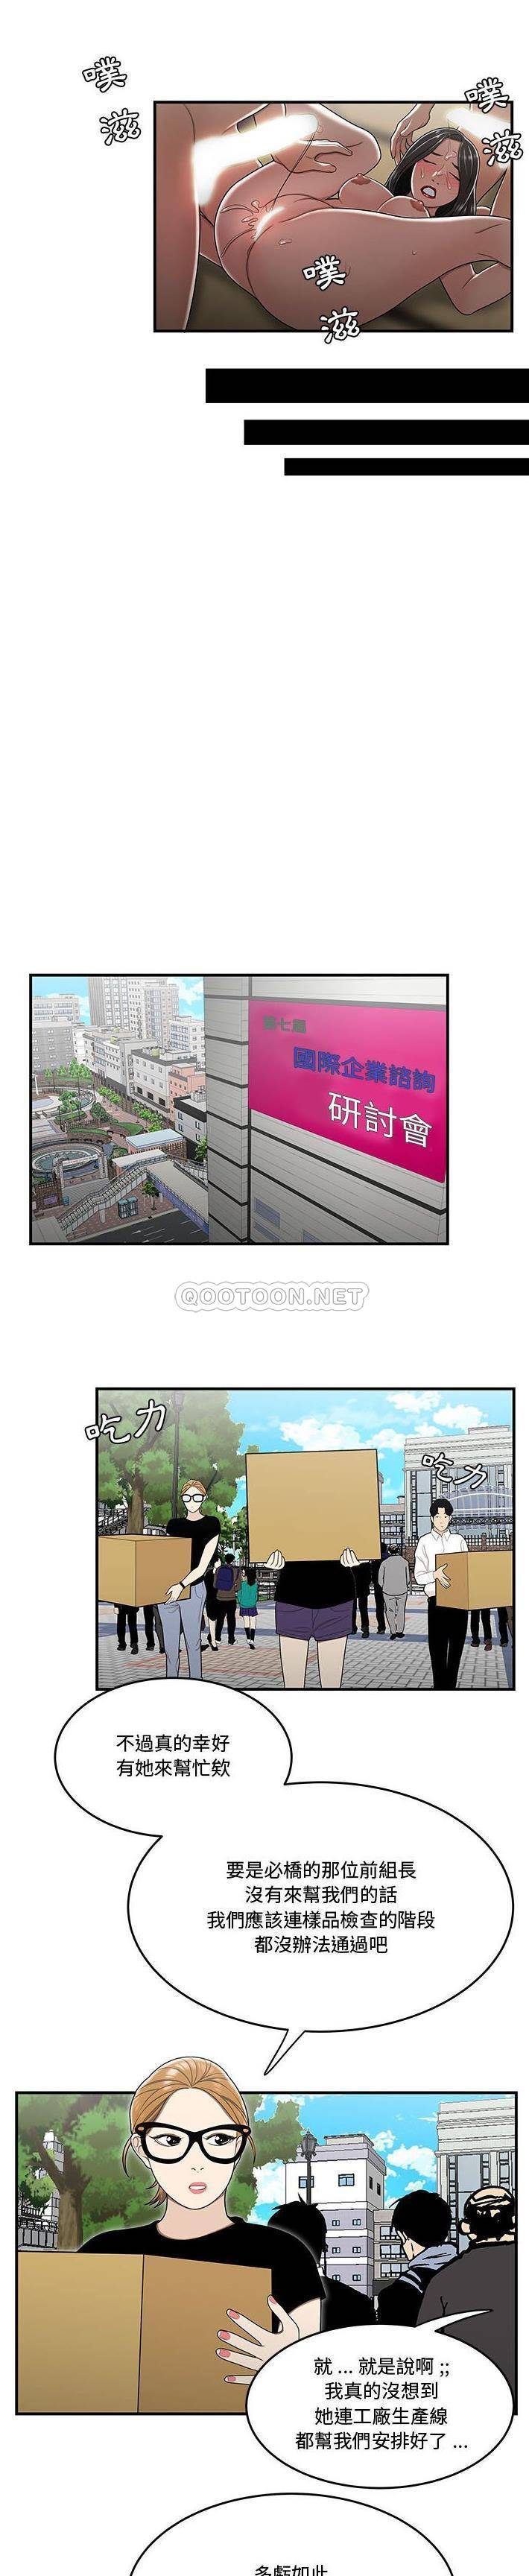 噗
滋
噗
滋
噗
滋
第七屆
國際企業諮詢
研討會
QOOTOON.NET
吃力
吃力
不過真的幸好
有她來幫忙欸
要是必橋的那位前組長
沒有來幫我們的話
我們應該連樣品檢查的階段
都沒辦法通過吧
就 ... 就是說啊 ;;
我真的沒想到
她連工廠生產線
都幫我們安排好了 ...
多虧如此